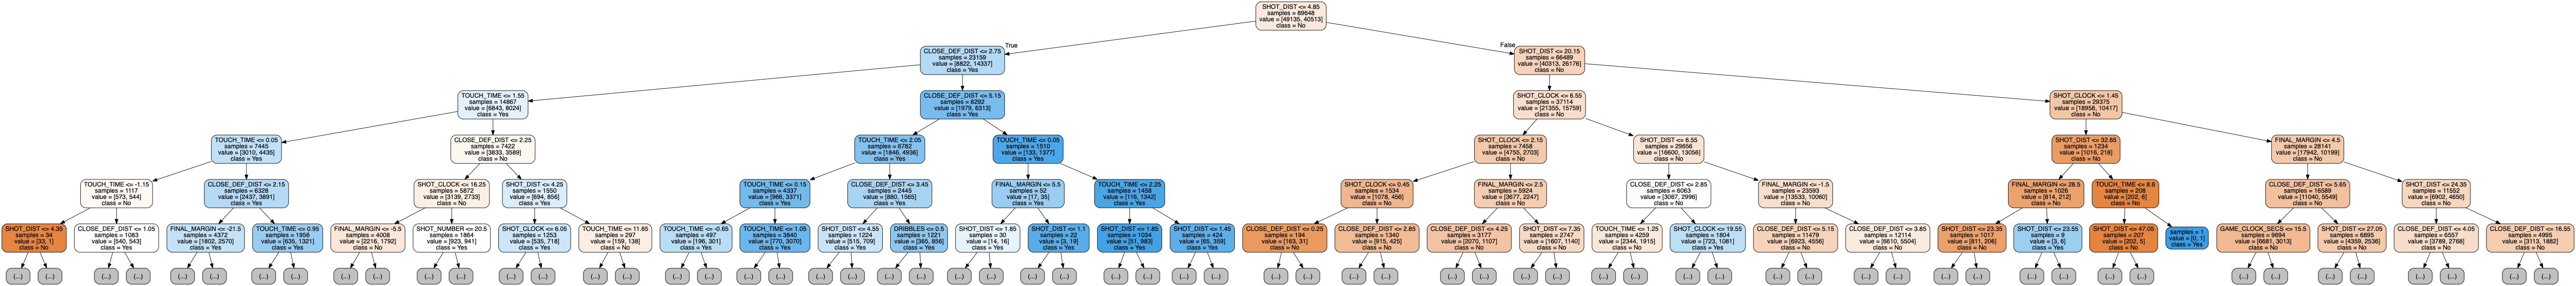 SHOT_DIST <= 4.85
samples = 89648
value = [49135, 40513]
class = No
True
False
CLOSE_DEF_DIST <= 2.75
samples = 23159
value = [8822, 14337]
class = Yes
SHOT_DIST <= 20.15
samples = 66489
value = [40313, 26176]
class = No
TOUCH_TIME <= 1.55
samples = 14867
value = [6843, 8024]
class = Yes
CLOSE_DEF_DIST <= 5.15
samples = 8292
value = [1979, 6313]
class = Yes
SHOT_CLOCK <= 6.55
samples = 37114
value = [21355, 15759]
class = No
SHOT_CLOCK <= 1.45
samples = 29375
value = [18958, 10417]
class = No
TOUCH_TIME <= 0.05
samples = 7445
value = [3010, 4435]
class = Yes
CLOSE_DEF_DIST <= 2.25
samples = 7422
value = [3833, 3589]
class = No
TOUCH_TIME <= 2.05
samples = 6782
value = [1846, 4936]
class = Yes
TOUCH_TIME <= 0.05
samples = 1510
value = [133, 1377]
class = Yes
SHOT_CLOCK <= 2.15
samples = 7458
value = [4755, 2703]
class = No
SHOT_DIST <= 6.55
samples = 29656
value = [16600, 13056]
class = No
SHOT_DIST <= 32.65
samples = 1234
value = [1016, 218]
class = No
FINAL_MARGIN <= 4.5
samples = 28141
value = [17942, 10199]
class = No
TOUCH_TIME <= -1.15
samples = 1117
value = [573, 544]
class = No
CLOSE_DEF_DIST <= 2.15
samples = 6328
value = [2437, 3891]
class = Yes
SHOT_CLOCK <= 16.25
samples = 5872
value = [3139, 2733]
class = No
SHOT_DIST <= 4.25
samples = 1550
value = [694, 856]
class = Yes
TOUCH_TIME <= 0.15
samples = 4337
value = [966, 3371]
class = Yes
CLOSE_DEF_DIST <= 3.45
samples = 2445
value = [880, 1565]
class = Yes
FINAL_MARGIN <= 5.5
samples = 52
value = [17, 35]
class = Yes
TOUCH_TIME <= 2.25
samples = 1458
value = [116, 1342]
class = Yes
SHOT_CLOCK <= 0.45
samples = 1534
value = [1078, 456]
class = No
FINAL_MARGIN <= 2.5
samples = 5924
value = [3677, 2247]
class = No
CLOSE_DEF_DIST <= 2.85
samples = 6063
value = [3067, 2996]
class = No
FINAL_MARGIN <= -1.5
samples = 23593
value = [13533, 10060]
class = No
FINAL_MARGIN <= 28.5
samples = 1026
value = [814, 212]
class = No
TOUCH_TIME <= 8.6
samples = 208
value = [202, 6]
class = No
CLOSE_DEF_DIST <= 5.65
samples = 16589
value = [11040, 5549]
class = No
SHOT_DIST <= 24.35
samples = 11552
value = [6902, 4650]
class = No
SHOT_DIST <= 4.35
samples = 34
value = [33, 1]
class = No
CLOSE_DEF_DIST <= 1.05
samples = 1083
value = [540, 543]
class = Yes
FINAL_MARGIN <= -21.5
samples = 4372
value = [1802, 2570]
class = Yes
TOUCH_TIME <= 0.95
samples = 1956
value = [635, 1321]
class = Yes
FINAL_MARGIN <= -5.5
samples = 4008
value = [2216, 1792]
class = No
SHOT_NUMBER <= 20.5
samples = 1864
value = [923, 941]
class = Yes
SHOT_CLOCK <= 6.05
samples = 1253
value = [535, 718]
class = Yes
TOUCH_TIME <= 11.65
samples = 297
value = [159, 138]
class = No
TOUCH_TIME <= -0.65
samples = 497
value = [196, 301]
class = Yes
TOUCH_TIME <= 1.05
samples = 3840
value = [770, 3070]
class = Yes
SHOT_DIST <= 4.55
samples = 1224
value = [515, 709]
class = Yes
DRIBBLES <= 0.5
samples = 1221
value = [365, 856]
class = Yes
SHOT_DIST <= 1.85
samples = 30
value = [14, 16]
class = Yes
SHOT_DIST <= 1.1
samples = 22
value = [3, 19]
class = Yes
SHOT_DIST <= 1.85
samples = 1034
value = [51, 983]
class = Yes
SHOT_DIST <= 1.45
samples = 424
value = [65, 359]
class = Yes
CLOSE_DEF_DIST <= 0.25
samples = 194
value = [163, 31]
class = No
CLOSE_DEF_DIST <= 2.85
samples = 1340
value = [915, 425]
class = No
CLOSE_DEF_DIST <= 4.25
samples = 3177
value = [2070, 1107]
class = No
SHOT_DIST <= 7.35
samples = 2747
value = [1607, 1140]
class = No
TOUCH_TIME <= 1.25
samples = 4259
value = [2344, 1915]
class = No
SHOT_CLOCK <= 19.55
samples = 1804
value = [723, 1081]
class = Yes
CLOSE_DEF_DIST <= 5.15
samples = 11479
value = [6923, 4556]
class = No
CLOSE_DEF_DIST <= 3.85
samples = 12114
value = [6610, 5504]
class = No
SHOT_DIST <= 23.35
samples = 1017
value = [811, 206]
class = No
SHOT_DIST <= 23.55
samples = 9
value = [3, 6]
class = Yes
SHOT_DIST <= 47.05
samples = 207
value = [202, 5]
class = No
samples = 1
value = [0, 1]
class = Yes
GAME_CLOCK_SECS <= 15.5
samples = 9694
value = [6681, 3013]
class = No
SHOT_DIST <= 27.05
samples = 6895
value = [4359, 2536]
class = No
CLOSE_DEF_DIST <= 4.05
samples = 6557
value = [3789, 2768]
class = No
CLOSE_DEF_DIST <= 16.55
samples = 4995
value = [3113, 1882]
class = No
(...) (...) (...) (...) (...) (...) (...) (...) (...) (...) (...) (...) (...) (...) (...) (...) (...) (...) (...) (...) (...) (...) (...) (...) (...) (...) (...) (...) (...) (...) (...) (...) (...) (...) (...) (...) (...) (...) (...) (...) (...) (...) (...) (...) (...) (...) (...) (...) (...) (...) (...) (...) (...) (...) (...) (...) (...) (...) (...) (...) (...) (...)